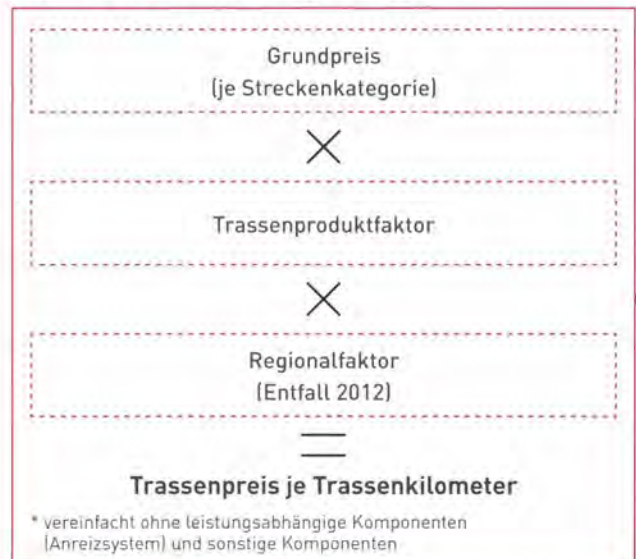 Grundpreis
(je Streckenkategorie)
×
Trassenproduktfaktor
×
Regionalfaktor
(Entfall 2012)
=
Trassenpreis je Trassenkilometer
* vereinfacht ohne leistungsabhängige Komponenten
(Anreizsystem) und sonstige Komponenten